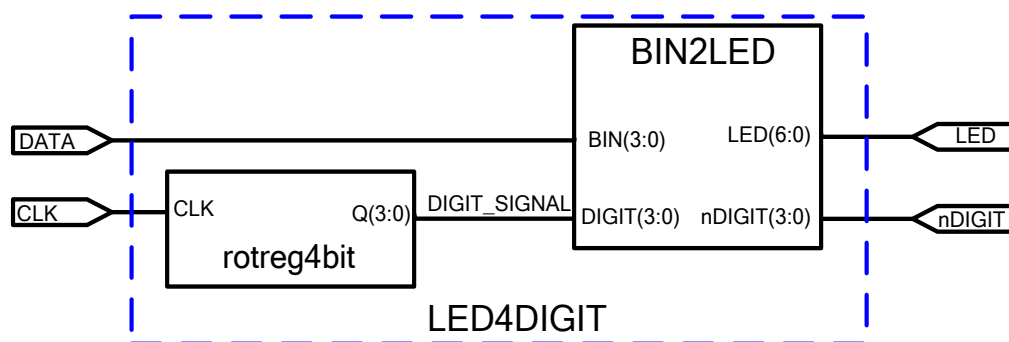 BIN2LED
DATA
BIN(3:0)
LED(6:0)
LED
CLK
CLK
Q(3:0)
DIGIT_SIGNAL
DIGIT(3:0)
nDIGIT(3:0)
nDIGIT
rotreg4bit
LED4DIGIT